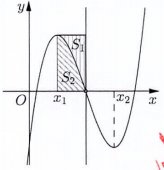 y
S₁
S₂
O x₁ x₂ x